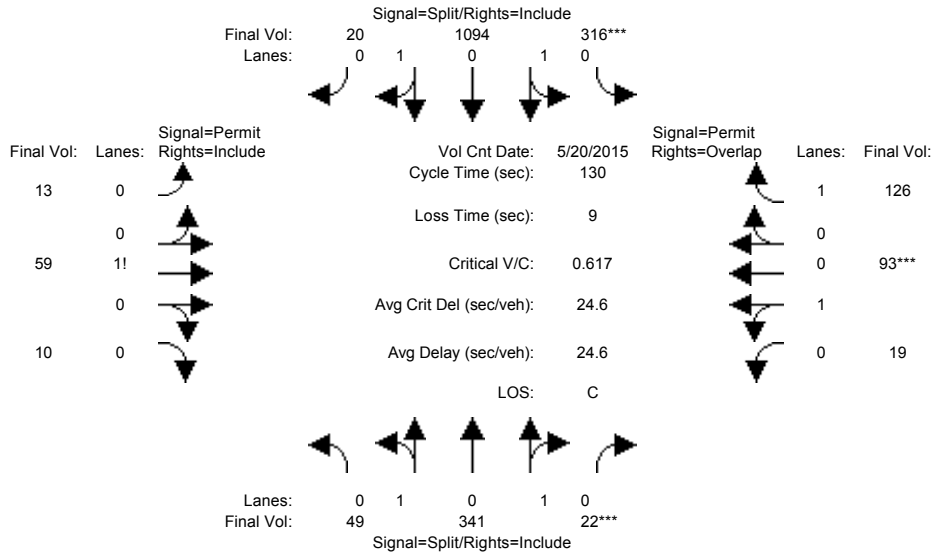 Signal=Split/Rights=Include
Final Vol: 20 1094 316***
Lanes: 0 1 0 1 0
Signal=Permit Signal=Permit
Final Vol: Lanes: Rights=Include Vol Cnt Date: 5/20/2015 Rights=Overlap Lanes: Final Vol:
Cycle Time (sec): 130
13 0 1 126
Loss Time (sec): 9
0 0
59 1! Critical V/C: 0.617 0 93***
0 Avg Crit Del (sec/veh): 24.6 1
10 0 Avg Delay (sec/veh): 24.6 0 19
LOS: C
Lanes: 0 1 0 1 0
Final Vol: 49 341 22***
Signal=Split/Rights=Include